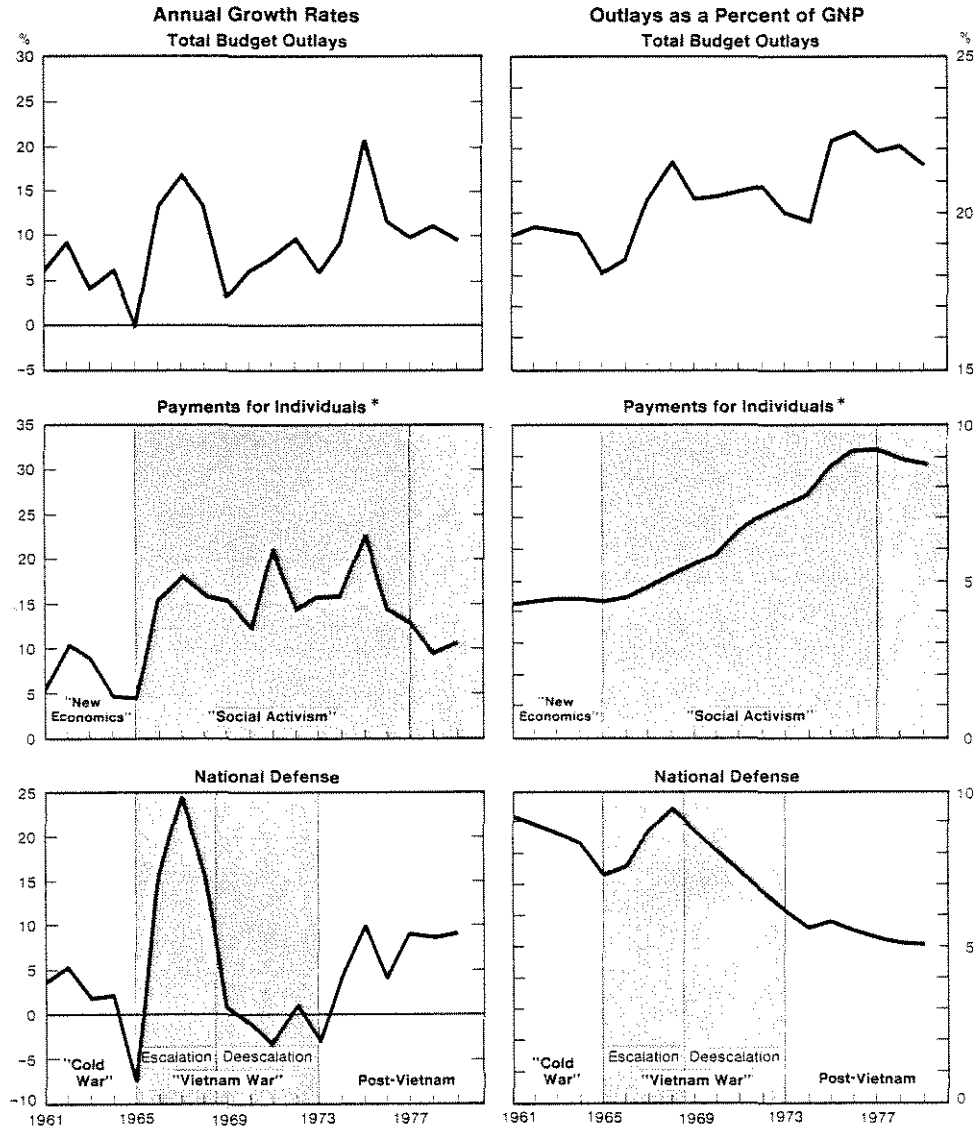 Annual Growth Rates
Total Budget Outlays
%
30
25
20
15
10
5
0
-5
Outlays as a Percent of GNP
Total Budget Outlays
%
25
20
15
Payments for Individuals *
35
30
25
20
15
10
5
0
"New
Economics"
"Social Activism"
Payments for Individuals *
10
5
0
"New
Economics"
"Social Activism"
National Defense
25
20
15
10
5
0
-5
-10
"Cold
War"
Escalation
Deescalation
"Vietnam War"
Post-Vietnam
1961
1965
1969
1973
1977
National Defense
10
5
0
"Cold
War"
Escalation
Deescalation
"Vietnam War"
Post-Vietnam
1961
1965
1969
1973
1977